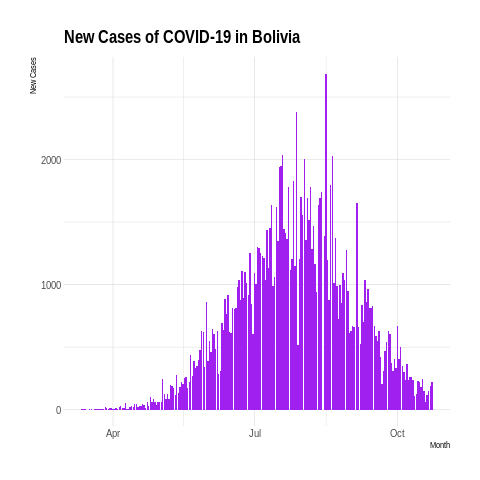 New Cases of COVID-19 in Bolivia
New Cases
2000
1000
0
Apr
Jul
Oct
Month